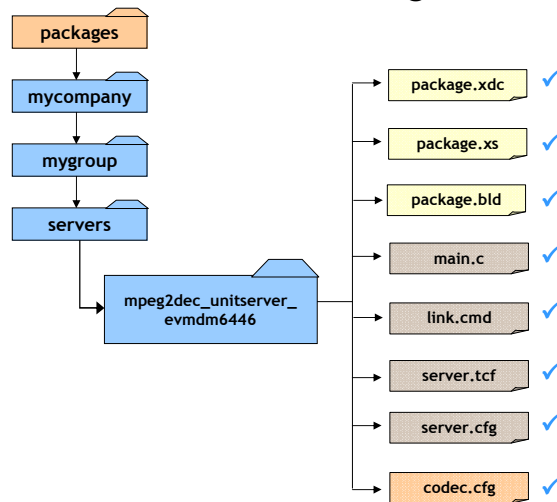 packages
mycompany
mygroup
servers
mpeg2dec_unitserver_
evmdm6446
package.xdc
package.xs
package.bld
main.c
link.cmd
server.tcf
server.cfg
codec.cfg